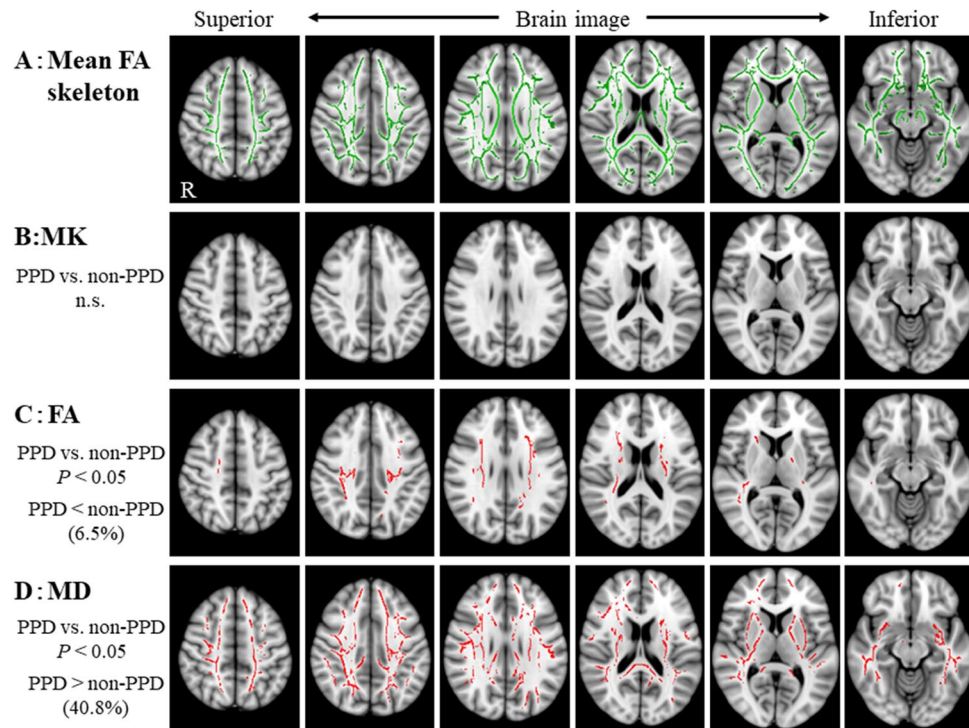 Superior Brain image Inferior
A : Mean FA
skeleton
R
B:MK
PPD vs. non-PPD
n.s.
C : FA
PPD vs. non-PPD
P < 0.05
PPD < non-PPD
(6.5%)
D : MD
PPD vs. non-PPD
P < 0.05
PPD > non-PPD
(40.8%)